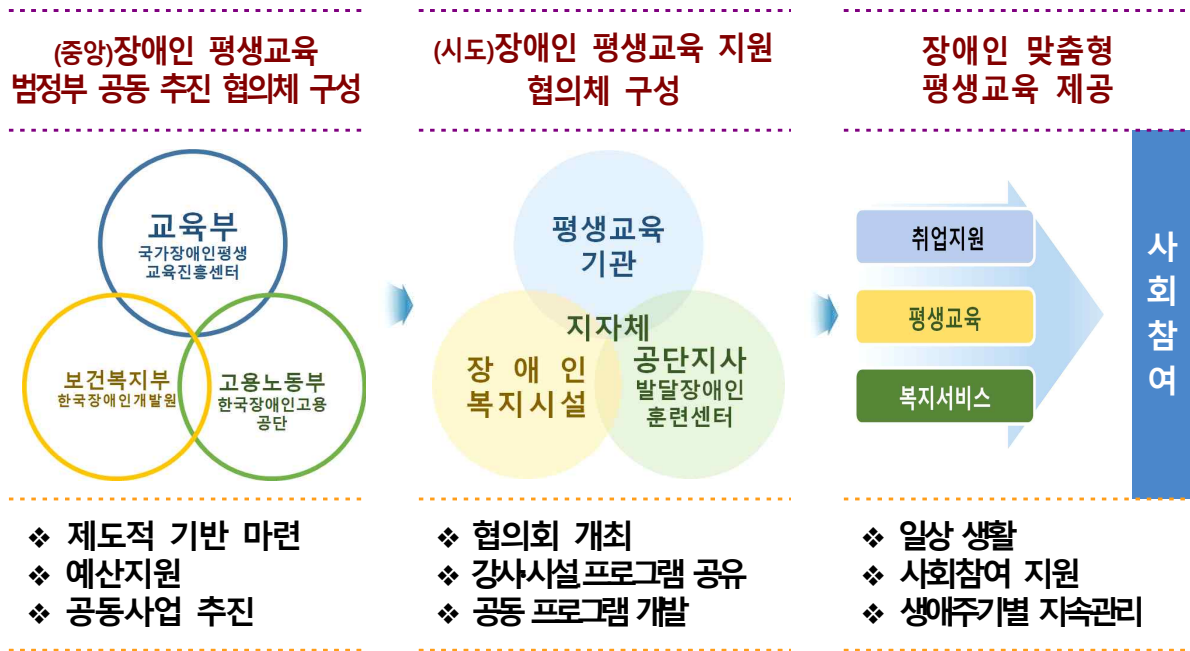 (중앙)장애인 평생교육
범정부 공동 추진 협의체 구성
교육부
국가장애인평생
교육진흥센터
보건복지부
한국장애인개발원
고용노동부
한국장애인고용
공단
❖ 제도적 기반 마련
❖ 예산지원
❖ 공동사업 추진
(시도)장애인 평생교육 지원
협의체 구성
평생교육
기관
지자체
장 애 인
복지시설
공단지사
발달장애인
훈련센터
❖ 협의회 개최
❖ 강사·시설.프로그램 공유
❖ 공동 프로그램 개발
장애인 맞춤형
평생교육 제공
취업지원
평생교육
복지서비스
사회참여
❖ 일상 생활
❖ 사회참여 지원
❖ 생애주기별 지속관리